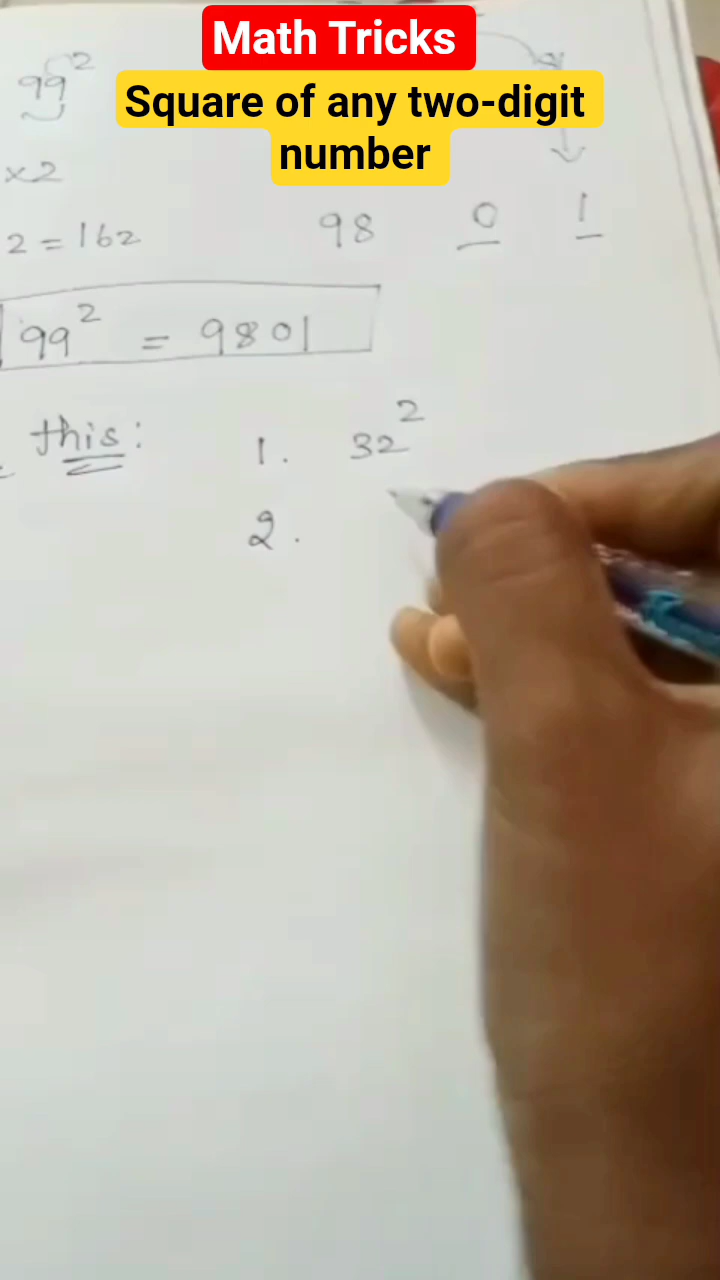 Math Tricks
Square of any two-digit
number
99²
×2
2 = 162
98 0 1
99² = 9801
this: 1. 32²
2.